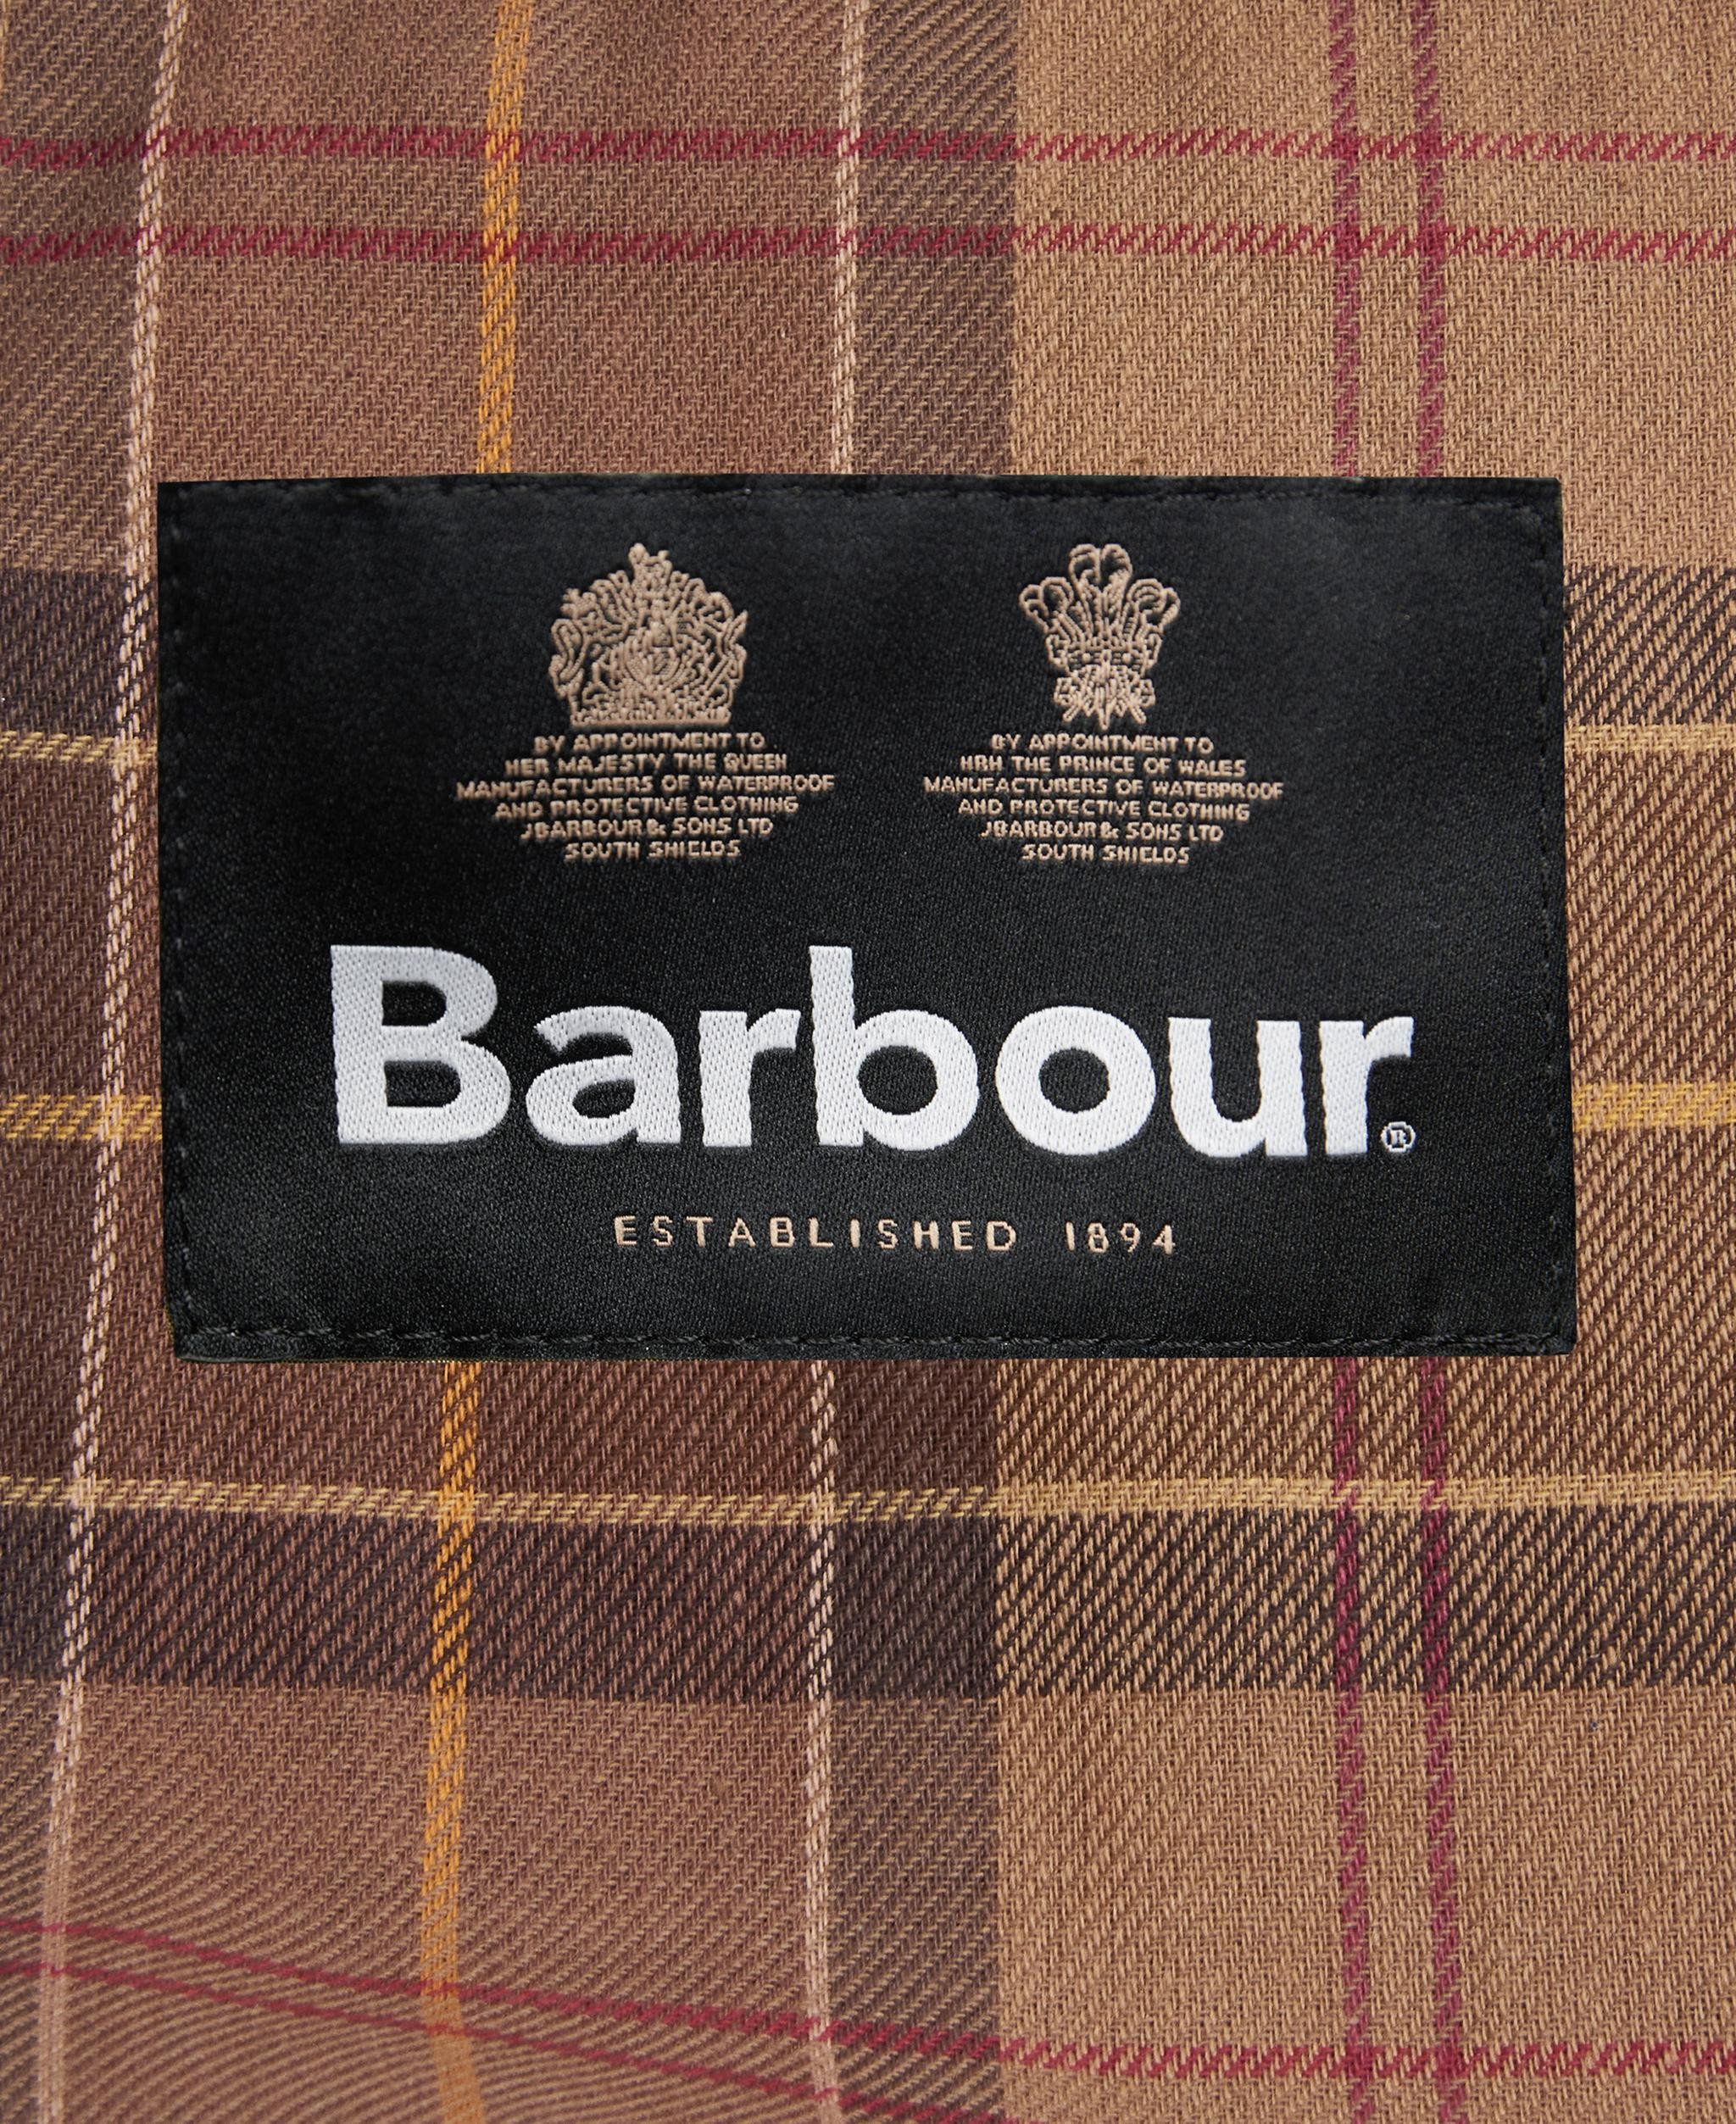 BY APPOINTMENT TO
HER MAJESTY THE QUEEN
MANUFACTURERS OF WATERPROOF
AND PROTECTIVE CLOTHING
J BARBOUR & SONS LTD
SOUTH SHIELDS
BY APPOINTMENT TO
HRH THE PRINCE OF WALES
MANUFACTURERS OF WATERPROOF
AND PROTECTIVE CLOTHING
J BARBOUR & SONS LTD
SOUTH SHIELDS
Barbour®
ESTABLISHED 1894